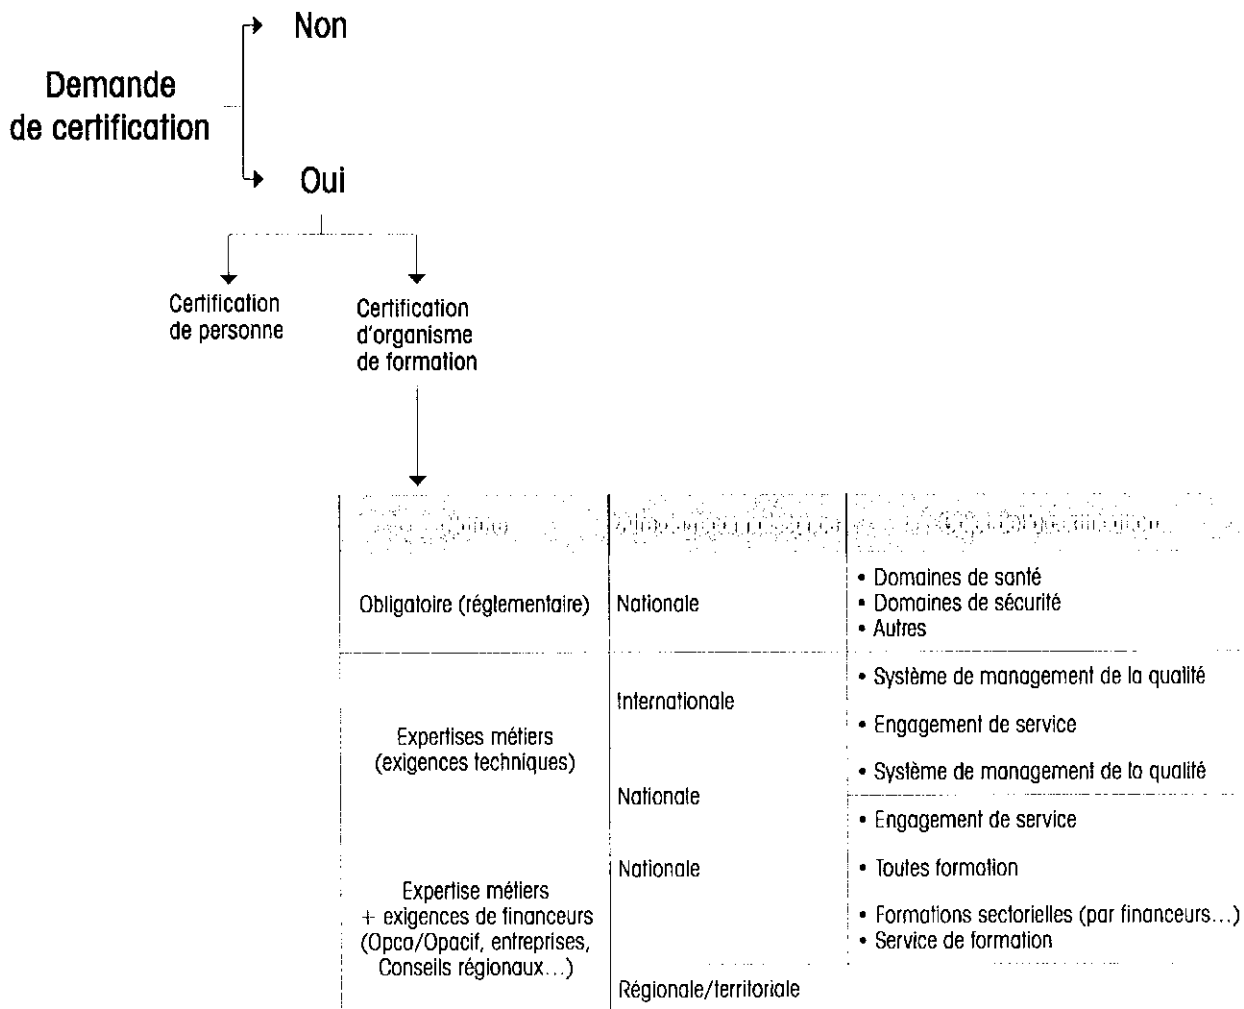 Non
Demande
de certification
Oui
Certification
de personne
Certification
d'organisme
de formation
Obligatoire (réglementaire)
Nationale
• Domaines de santé
• Domaines de sécurité
• Autres
Expertises métiers
(exigences techniques)
Internationale
• Système de management de la qualité
• Engagement de service
• Système de management de la qualité
Nationale
• Engagement de service
Expertise métiers
+ exigences de financeurs
(Opca/Opacif, entreprises,
Conseils régionaux...)
Nationale
• Toutes formation
• Formations sectorielles (par financeurs...)
• Service de formation
Régionale/territoriale